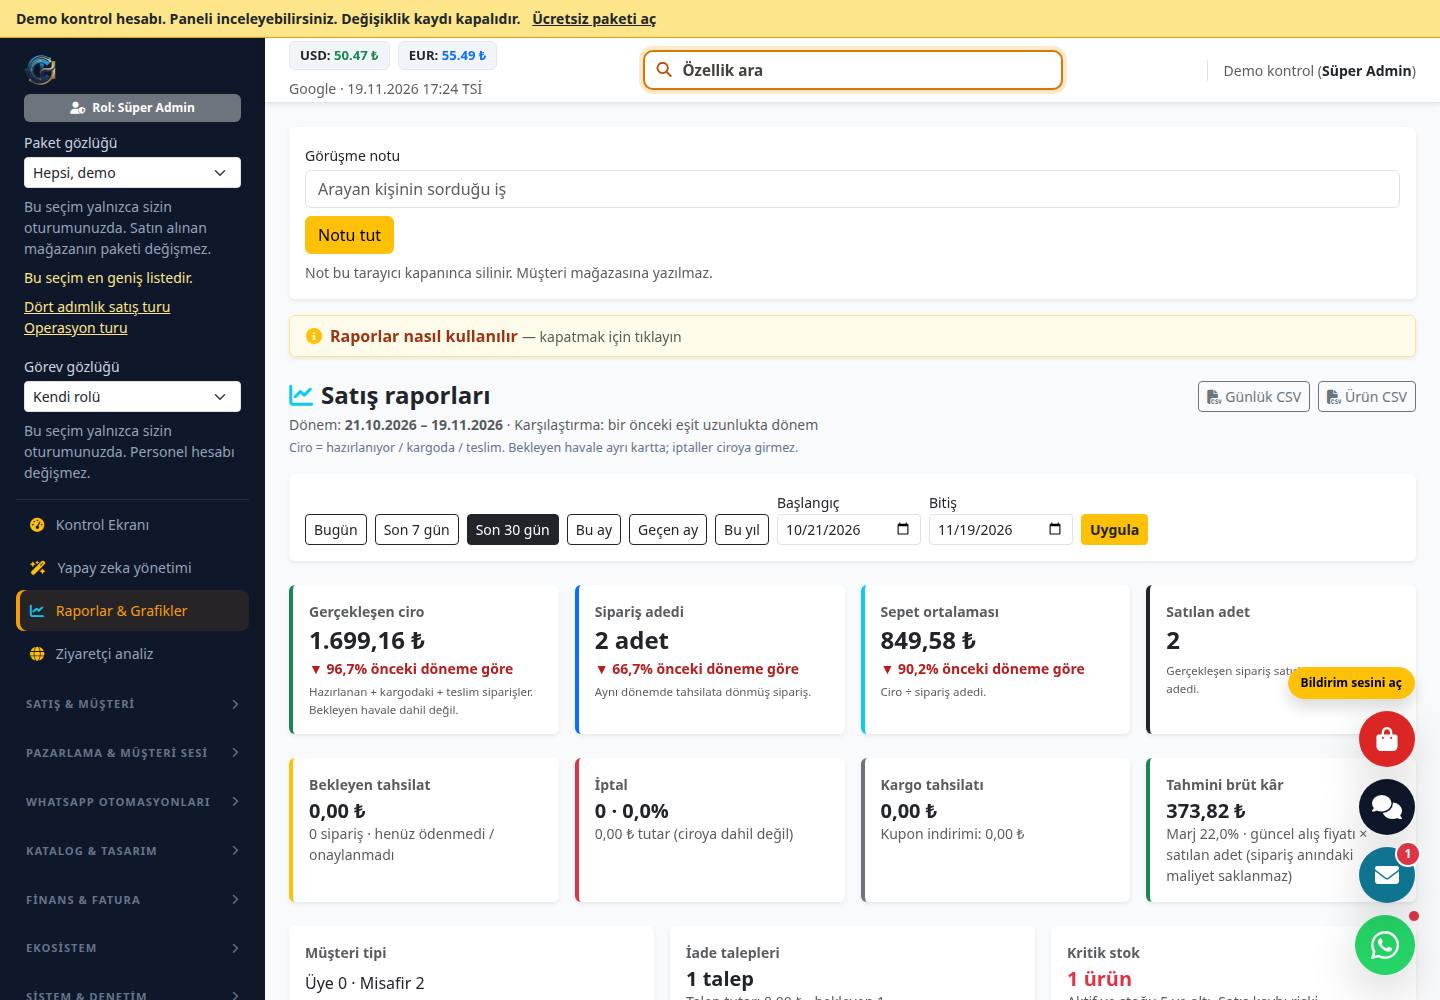 Demo kontrol hesabı. Paneli inceleyebilirsiniz. Değişiklik kaydı kapalıdır. Ücretsiz paketi aç
Rol: Süper Admin
Paket gözlüğü
Hepsi, demo
Bu seçim yalnızca sizin
oturumunuzda. Satın alınan
mağazanın paketi değişmez.
Bu seçim en geniş listedir.
Dört adımlık satış turu
Operasyon turu
Görev gözlüğü
Kendi rolü
Bu seçim yalnızca sizin
oturumunuzda. Personel hesabı
değişmez.
Kontrol Ekranı
Yapay zeka yönetimi
Raporlar & Grafikler
Ziyaretçi analiz
SATIŞ & MÜŞTERİ
PAZARLAMA & MÜŞTERİ SESİ
WHATSAPP OTOMASYONLARI
KATALOG & TASARIM
FİNANS & FATURA
EKOSİSTEM
SİSTEM & DENETİM
USD: 50.47 ₺ EUR: 55.49 ₺
Google · 19.11.2026 17:24 TSİ
Özellik ara
Demo kontrol (Süper Admin)
Görüşme notu
Arayan kişinin sorduğu iş
Notu tut
Not bu tarayıcı kapanınca silinir. Müşteri mağazasına yazılmaz.
Raporlar nasıl kullanılır — kapatmak için tıklayın
Satış raporları
Günlük CSV Ürün CSV
Dönem: 21.10.2026 – 19.11.2026 · Karşılaştırma: bir önceki eşit uzunlukta dönem
Ciro = hazırlanıyor / kargoda / teslim. Bekleyen havale ayrı kartta; iptaller ciroya girmez.
Başlangıç Bitiş
Bugün Son 7 gün Son 30 gün Bu ay Geçen ay Bu yıl 10/21/2026 11/19/2026 Uygula
Gerçekleşen ciro
1.699,16 ₺
▼ 96,7% önceki döneme göre
Hazırlanan + kargodaki + teslim siparişler.
Bekleyen havale dahil değil.
Sipariş adedi
2 adet
▼ 66,7% önceki döneme göre
Aynı dönemde tahsilata dönmüş sipariş.
Sepet ortalaması
849,58 ₺
▼ 90,2% önceki döneme göre
Ciro ÷ sipariş adedi.
Satılan adet
2
Gerçekleşen sipariş
adedi.
Bildirim sesini aç
Bekleyen tahsilat
0,00 ₺
0 sipariş · henüz ödenmedi /
onaylanmadı
İptal
0 · 0,0%
0,00 ₺ tutar (ciroya dahil değil)
Kargo tahsilatı
0,00 ₺
Kupon indirimi: 0,00 ₺
Tahmini brüt kâr
373,82 ₺
Marj 22,0% · güncel alış fiyatı ×
satılan adet (sipariş anındaki
maliyet saklanmaz)
1
Müşteri tipi
Üye 0 · Misafir 2
İade talepleri
1 talep
Kritik stok
1 ürün